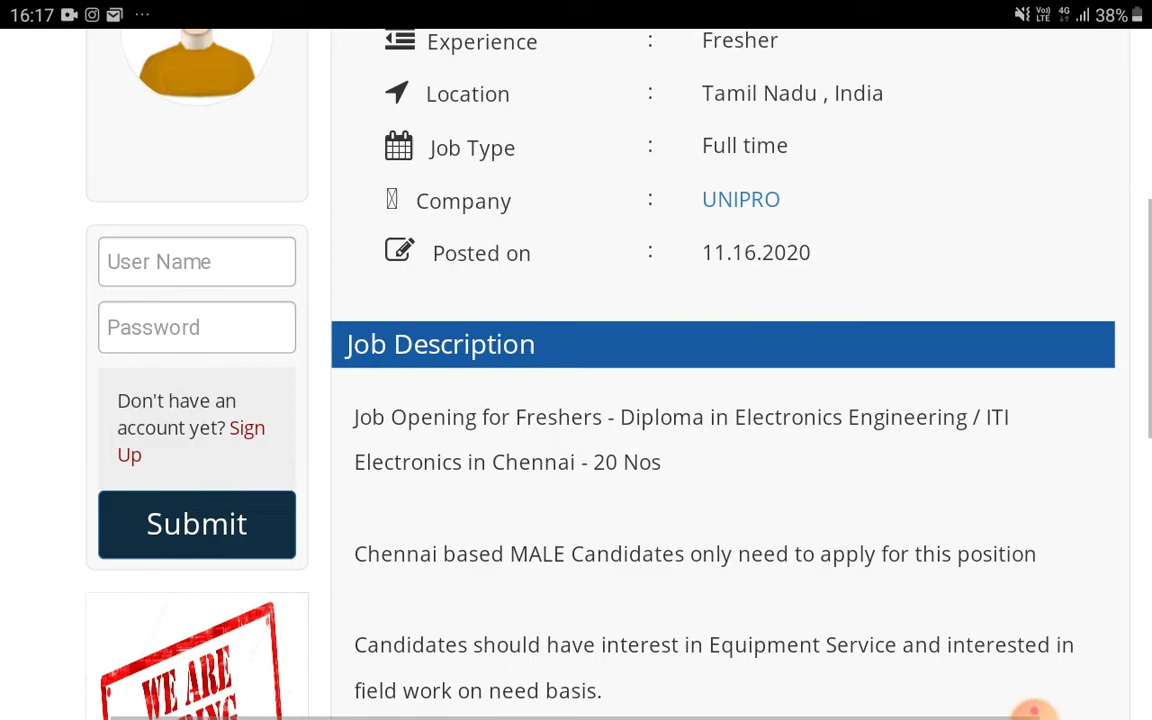 16:17 ... Vo) LTE 4G 38%
Experience : Fresher
Location : Tamil Nadu , India
Job Type : Full time
Company : UNIPRO
Posted on : 11.16.2020
User Name
Password
Don't have an
account yet? Sign
Up
Submit
WE ARE
Job Description
Job Opening for Freshers - Diploma in Electronics Engineering / ITI
Electronics in Chennai - 20 Nos
Chennai based MALE Candidates only need to apply for this position
Candidates should have interest in Equipment Service and interested in
field work on need basis.